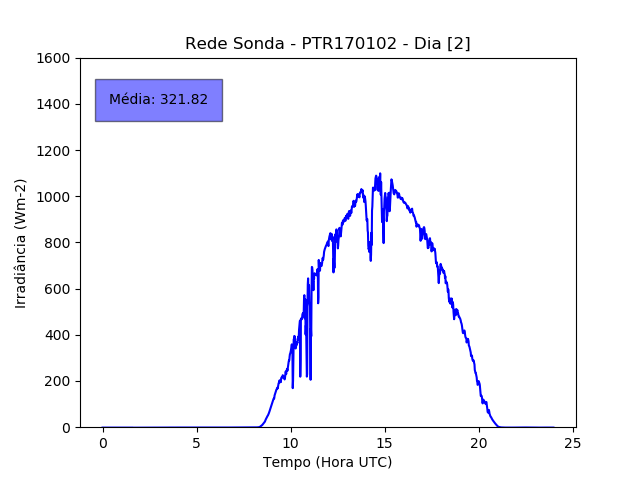 Rede Sonda - PTR170102 - Dia [2]
1600
1400
1200
1000
800
600
400
200
0
Média: 321.82
Irradiância (Wm-2)
0 5 10 15 20 25
Tempo (Hora UTC)